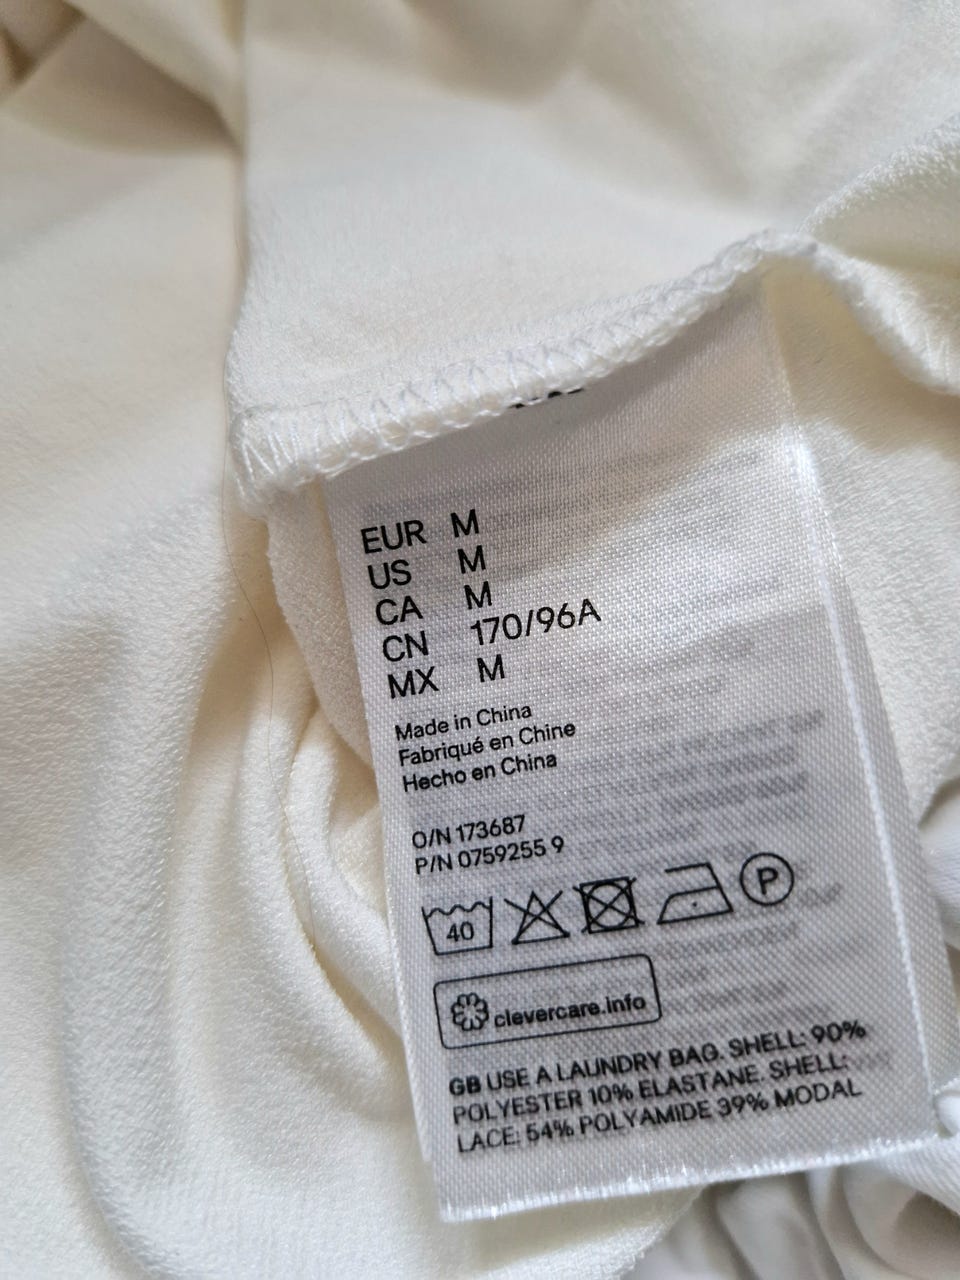 EUR M
US M
CA M
CN 170/96A
MX M
Made in China
Fabriqué en Chine
Hecho en China
O/N 173687
P/N 0759255 9
40
P
clevercare.info
GB USE A LAUNDRY BAG. SHELL: 90%
POLYESTER 10% ELASTANE. SHELL:
LACE: 54% POLYAMIDE 39% MODAL